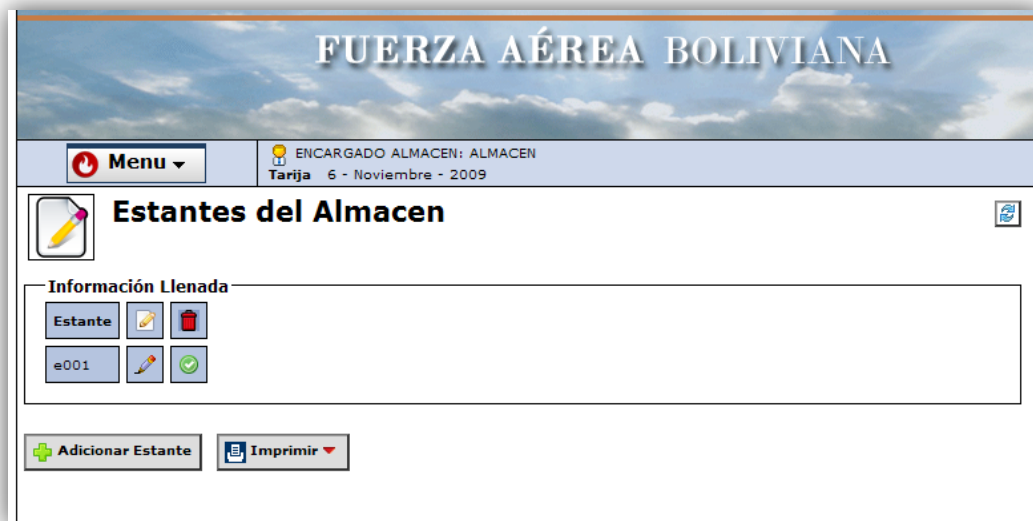 FUERZA AÉREA BOLIVIANA
Menu
ENCARGADO ALMACEN: ALMACEN
Tarija 6 - Noviembre - 2009
Estantes del Almacen
Información Llenada
Estante
e001
Adicionar Estante
Imprimir